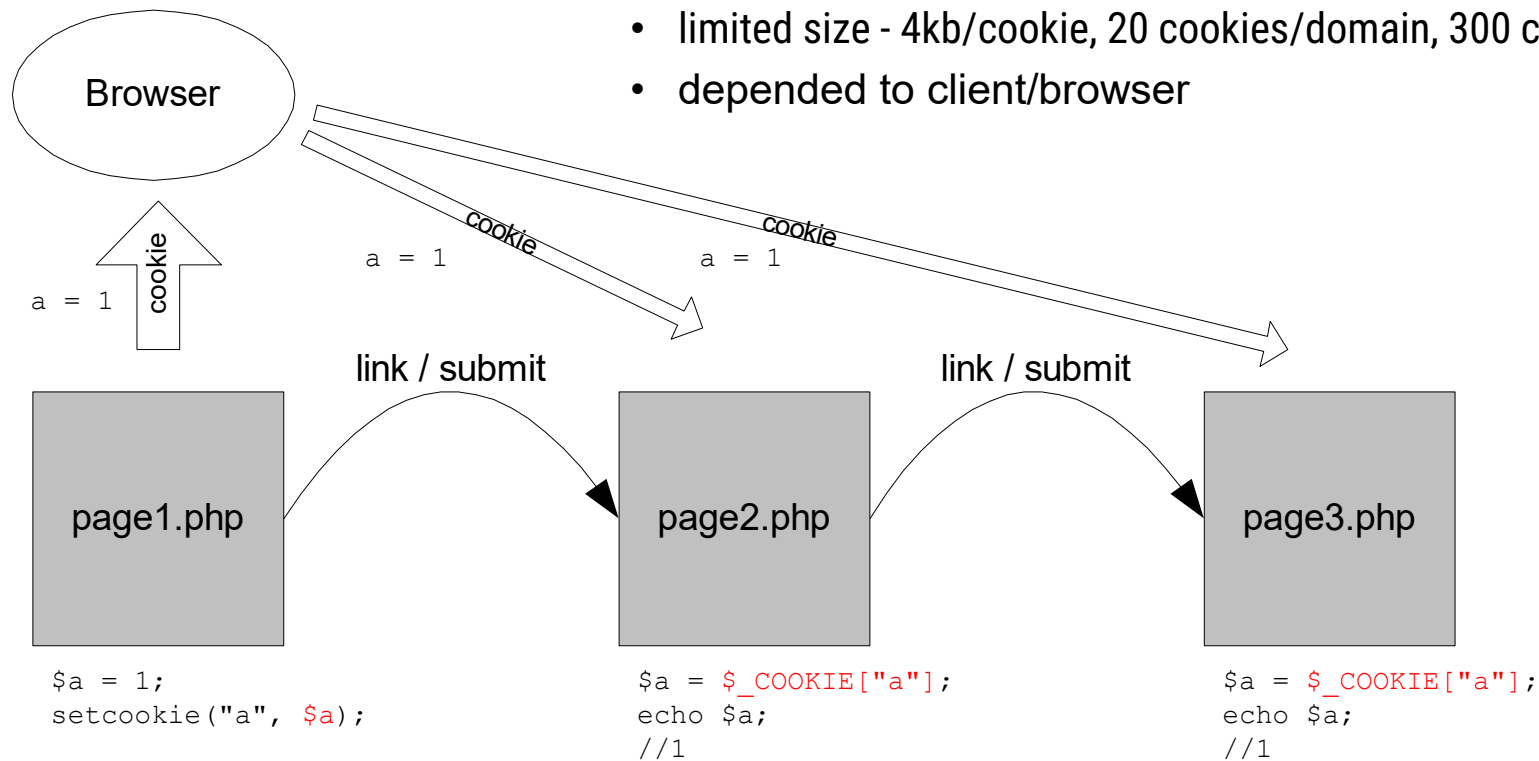 • limited size - 4kb/cookie, 20 cookies/domain, 300 c
• depended to client/browser
Browser
cookie
cookie
cookie
a = 1
a = 1
a = 1
link / submit
link / submit
page1.php
page2.php
page3.php
$a = 1;
setcookie("a", $a);
$a = $_COOKIE["a"];
echo $a;
//1
$a = $_COOKIE["a"];
echo $a;
//1